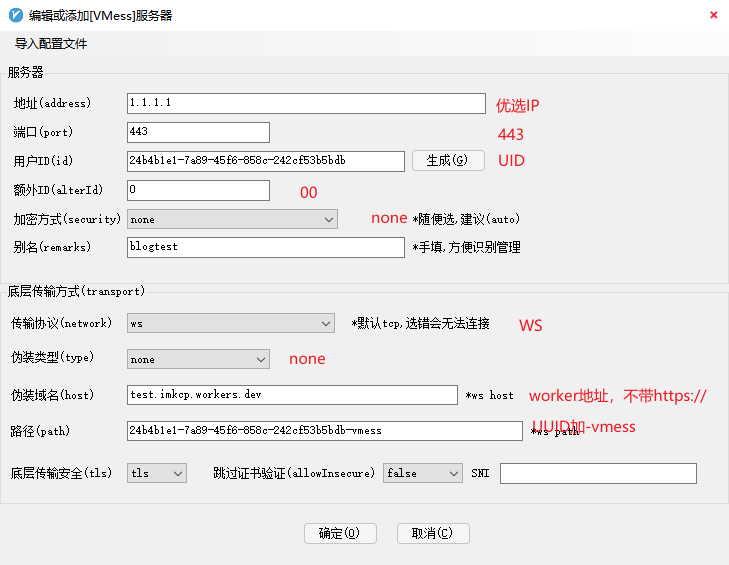 编辑或添加[VMess]服务器
导入配置文件
服务器
地址(address) 1.1.1.1 优选IP
端口(port) 443 443
用户ID(id) 24b4b1e1-7a89-45f6-858c-242cf53b5bdb 生成(G) UID
额外ID(alterId) 0 00
加密方式(security) none none *随便选,建议(auto)
别名(remarks) blogtest *手填,方便识别管理
底层传输方式(transport)
传输协议(network) ws *默认tcp,选错会无法连接 WS
伪装类型(type) none none
伪装域名(host) test.imkcp.workers.dev *ws host worker地址，不带https://
路径(path) 24b4b1e1-7a89-45f6-858c-242cf53b5bdb-vmess *ws path UUID加-vmess
底层传输安全(tls) tls 跳过证书验证(allowInsecure) false SNI
确定(O) 取消(C)